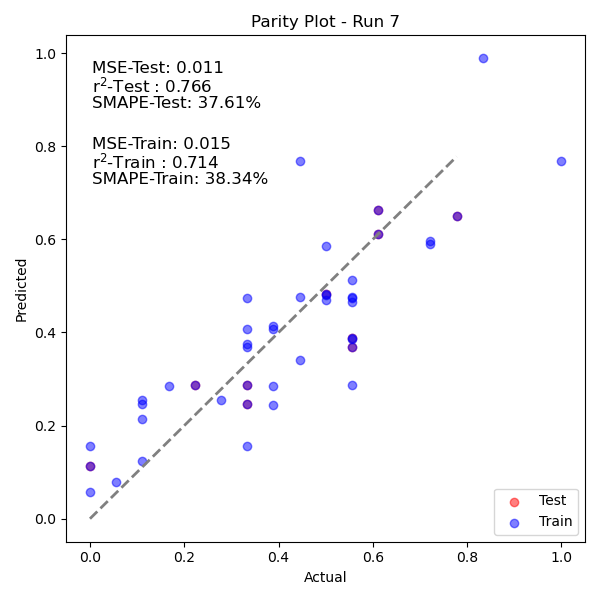 Parity Plot - Run 7
MSE-Test: 0.011
r²-Test : 0.766
SMAPE-Test: 37.61%
MSE-Train: 0.015
r²-Train : 0.714
SMAPE-Train: 38.34%
Predicted
1.0
0.8
0.6
0.4
0.2
0.0
Test
Train
0.0 0.2 0.4 0.6 0.8 1.0
Actual